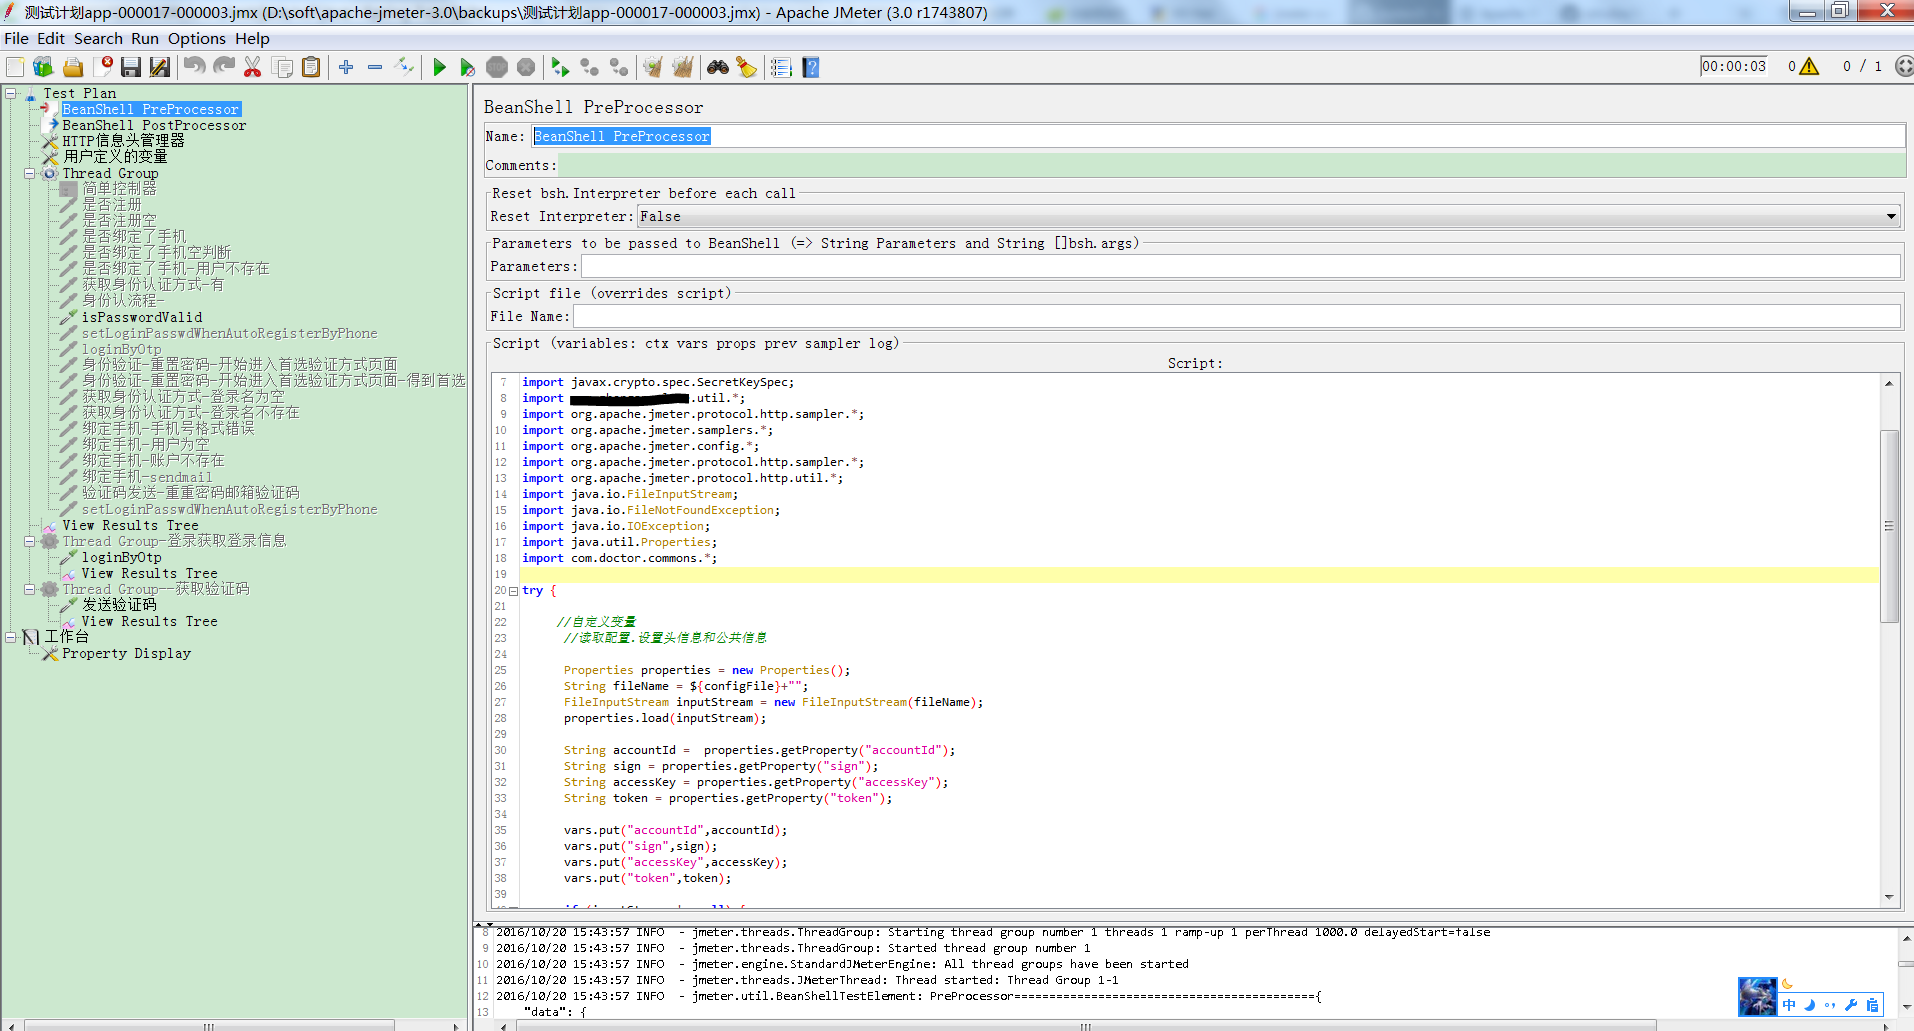 测试计划app-000017-000003.jmx (D:\soft\apache-jmeter-3.0\backups\测试计划app-000017-000003.jmx) - Apache JMeter (3.0 r1743807)
File Edit Search Run Options Help
00:00:03 0 0 / 1
Test Plan
BeanShell PreProcessor
BeanShell PostProcessor
HTTP信息头管理器
用户定义的变量
Thread Group
简单控制器
是否注册
是否注册空
是否绑定了手机
是否绑定了手机空判断
是否绑定了手机-用户不存在
获取身份认证方式-有
身份认流程-
isPasswordValid
setLoginPasswdWhenAutoRegisterByPhone
loginByOtp
身份验证-重置密码-开始进入首选验证方式页面
身份验证-重置密码-开始进入首选验证方式页面-得到首选
获取身份认证方式-登录名为空
获取身份认证方式-登录名不存在
绑定手机-手机号格式错误
绑定手机-用户为空
绑定手机-账户不存在
绑定手机-sendmail
验证码发送-重重密码邮箱验证码
setLoginPasswdWhenAutoRegisterByPhone
View Results Tree
Thread Group-登录获取登录信息
loginByOtp
View Results Tree
Thread Group--获取验证码
发送验证码
View Results Tree
工作台
Property Display
BeanShell PreProcessor
Name: BeanShell PreProcessor
Comments:
Reset bsh.Interpreter before each call
Reset Interpreter: False
Parameters to be passed to BeanShell (=> String Parameters and String []bsh.args)
Parameters:
Script file (overrides script)
File Name:
Script (variables: ctx vars props prev sampler log)
Script:
7 import javax.crypto.spec.SecretKeySpec;
8 import .util.*;
9 import org.apache.jmeter.protocol.http.sampler.*;
10 import org.apache.jmeter.samplers.*;
11 import org.apache.jmeter.config.*;
12 import org.apache.jmeter.protocol.http.sampler.*;
13 import org.apache.jmeter.protocol.http.util.*;
14 import java.io.FileInputStream;
15 import java.io.FileNotFoundException;
16 import java.io.IOException;
17 import java.util.Properties;
18 import com.doctor.commons.*;
19
20 try {
21
22 //自定义变量
23 //读取配置.设置头信息和公共信息
24
25 Properties properties = new Properties();
26 String fileName = ${configFile}+"";
27 FileInputStream inputStream = new FileInputStream(fileName);
28 properties.load(inputStream);
29
30 String accountId = properties.getProperty("accountId");
31 String sign = properties.getProperty("sign");
32 String accessKey = properties.getProperty("accessKey");
33 String token = properties.getProperty("token");
34
35 vars.put("accountId",accountId);
36 vars.put("sign",sign);
37 vars.put("accessKey",accessKey);
38 vars.put("token",token);
39
8 2016/10/20 15:43:57 INFO - jmeter.threads.ThreadGroup: Starting thread group number 1 threads 1 ramp-up 1 perThread 1000.0 delayedStart=false
9 2016/10/20 15:43:57 INFO - jmeter.threads.ThreadGroup: Started thread group number 1
10 2016/10/20 15:43:57 INFO - jmeter.engine.StandardJMeterEngine: All thread groups have been started
11 2016/10/20 15:43:57 INFO - jmeter.threads.JMeterThread: Thread started: Thread Group 1-1
12 2016/10/20 15:43:57 INFO - jmeter.util.BeanShellTestElement: PreProcessor==========================================={
13 "data": {
中